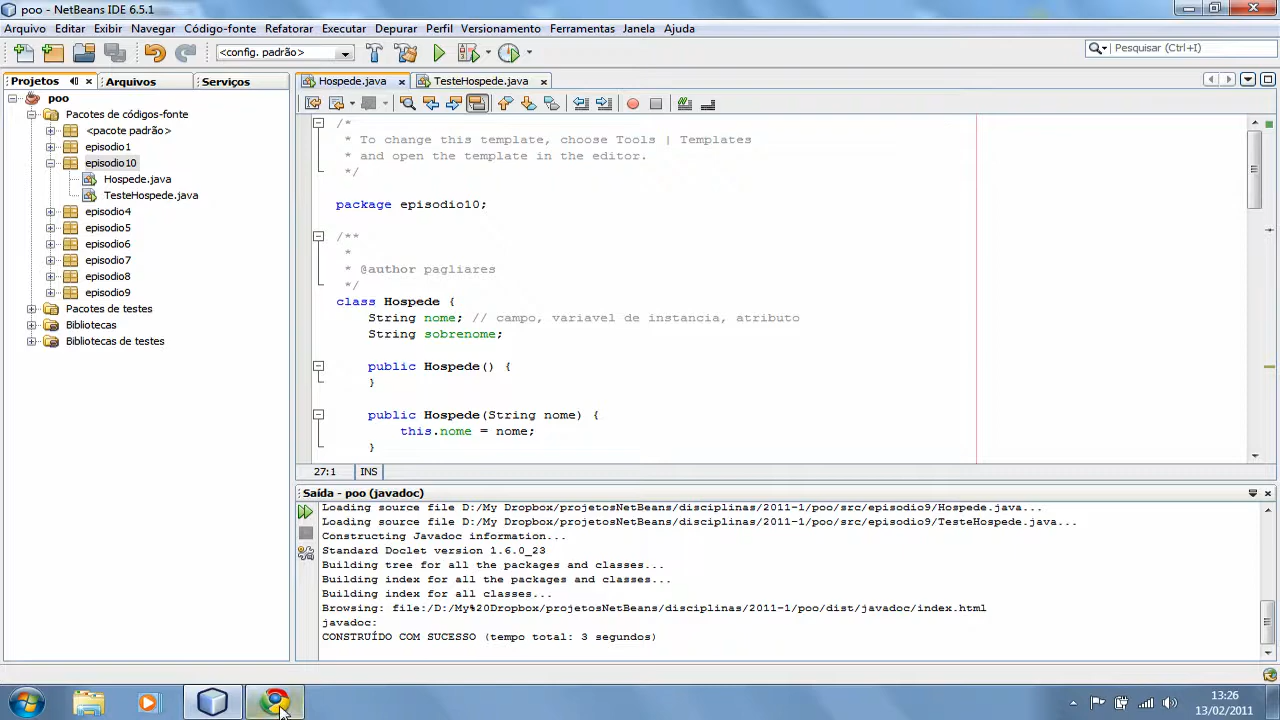 poo - NetBeans IDE 6.5.1
Arquivo Editar Exibir Navegar Código-fonte Refatorar Executar Depurar Perfil Versionamento Ferramentas Janela Ajuda
<config. padrão>
Pesquisar (Ctrl+I)
Projetos
Arquivos
Serviços
Hospede.java
TesteHospede.java
poo
Pacotes de códigos-fonte
<pacote padrão>
episodio1
episodio10
Hospede.java
TesteHospede.java
episodio4
episodio5
episodio6
episodio7
episodio8
episodio9
Pacotes de testes
Bibliotecas
Bibliotecas de testes
/*
* To change this template, choose Tools | Templates
* and open the template in the editor.
*/
package episodio10;
/**
*
* @author pagliares
*/
class Hospede {
String nome; // campo, variavel de instancia, atributo
String sobrenome;
public Hospede() {
}
public Hospede(String nome) {
this.nome = nome;
}
27:1 INS
Saída - poo (javadoc)
Loading source file D:/My Dropbox/projetosNetBeans/disciplinas/2011-1/poo/src/episodio9/Hospede.java...
Loading source file D:/My Dropbox/projetosNetBeans/disciplinas/2011-1/poo/src/episodio9/TesteHospede.java...
Constructing Javadoc information...
Standard Doclet version 1.6.0_23
Building tree for all the packages and classes...
Building index for all the packages and classes...
Building index for all classes...
Browsing: file:/D:/My%20Dropbox/projetosNetBeans/disciplinas/2011-1/poo/dist/javadoc/index.html
javadoc:
CONSTRUÍDO COM SUCESSO (tempo total: 3 segundos)
13:26
13/02/2011